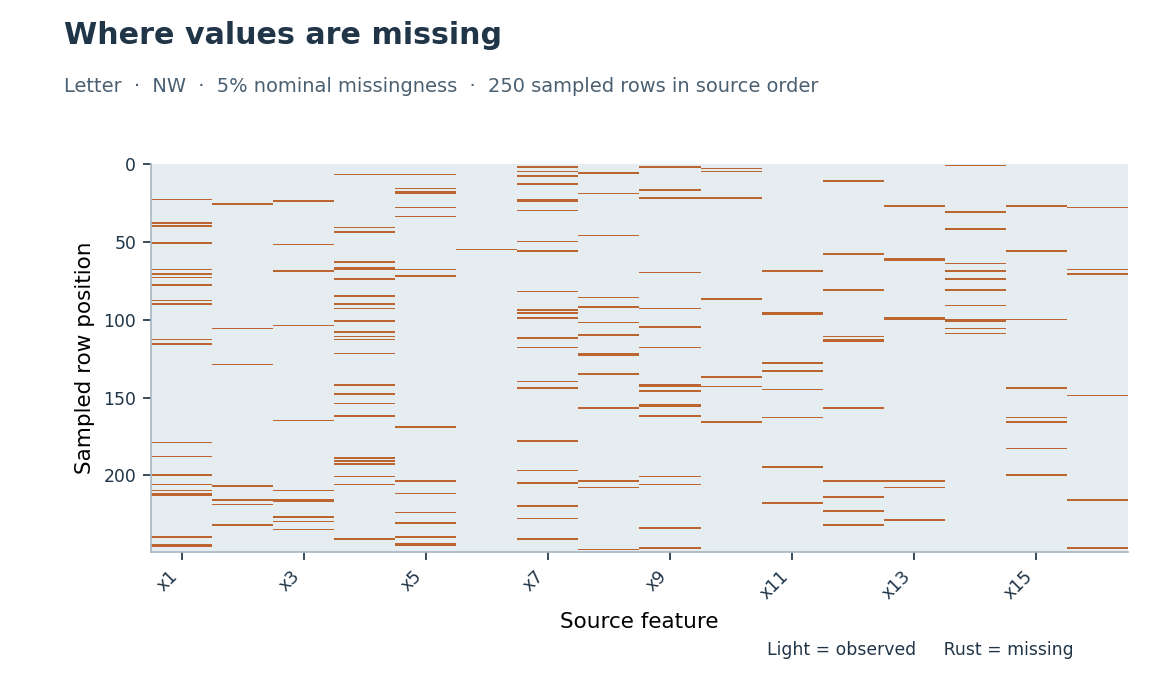 Where values are missing
Letter · NW · 5% nominal missingness · 250 sampled rows in source order
0
50
100
150
200
Sampled row position
x1
x3
x5
x7
x9
x11
x13
x15
Source feature
Light = observed Rust = missing